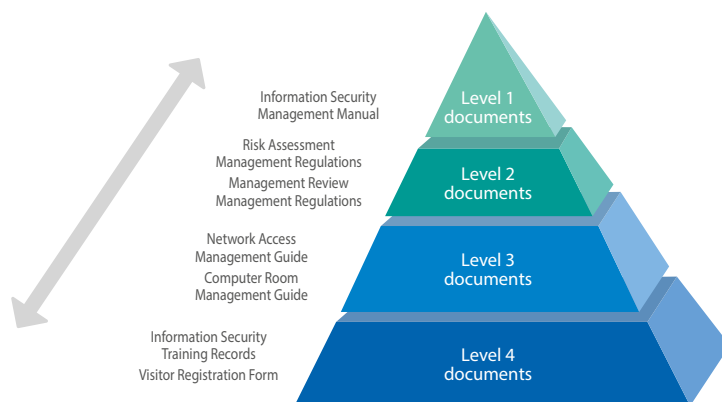 Information Security
Management Manual
Level 1
documents
Risk Assessment
Management Regulations
Management Review
Management Regulations
Level 2
documents
Network Access
Management Guide
Computer Room
Management Guide
Level 3
documents
Information Security
Training Records
Visitor Registration Form
Level 4
documents